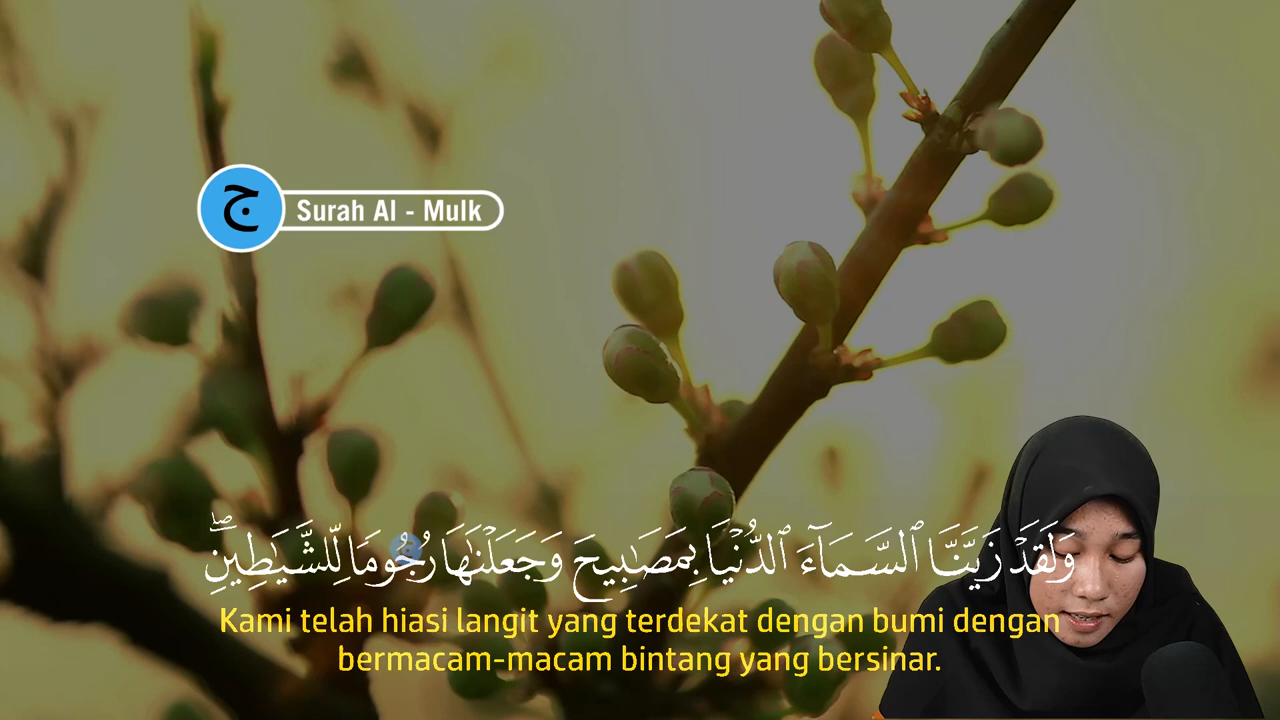 ج
Surah Al - Mulk
وَلَقَدْ زَيَّنَّا ٱلسَّمَآءَ ٱلدُّنْيَا بِمَصَٰبِيحَ وَجَعَلْنَٰهَا رُجُومًا لِّلشَّيَٰطِينِۖ
Kami telah hiasi langit yang terdekat dengan bumi dengan
bermacam-macam bintang yang bersinar.